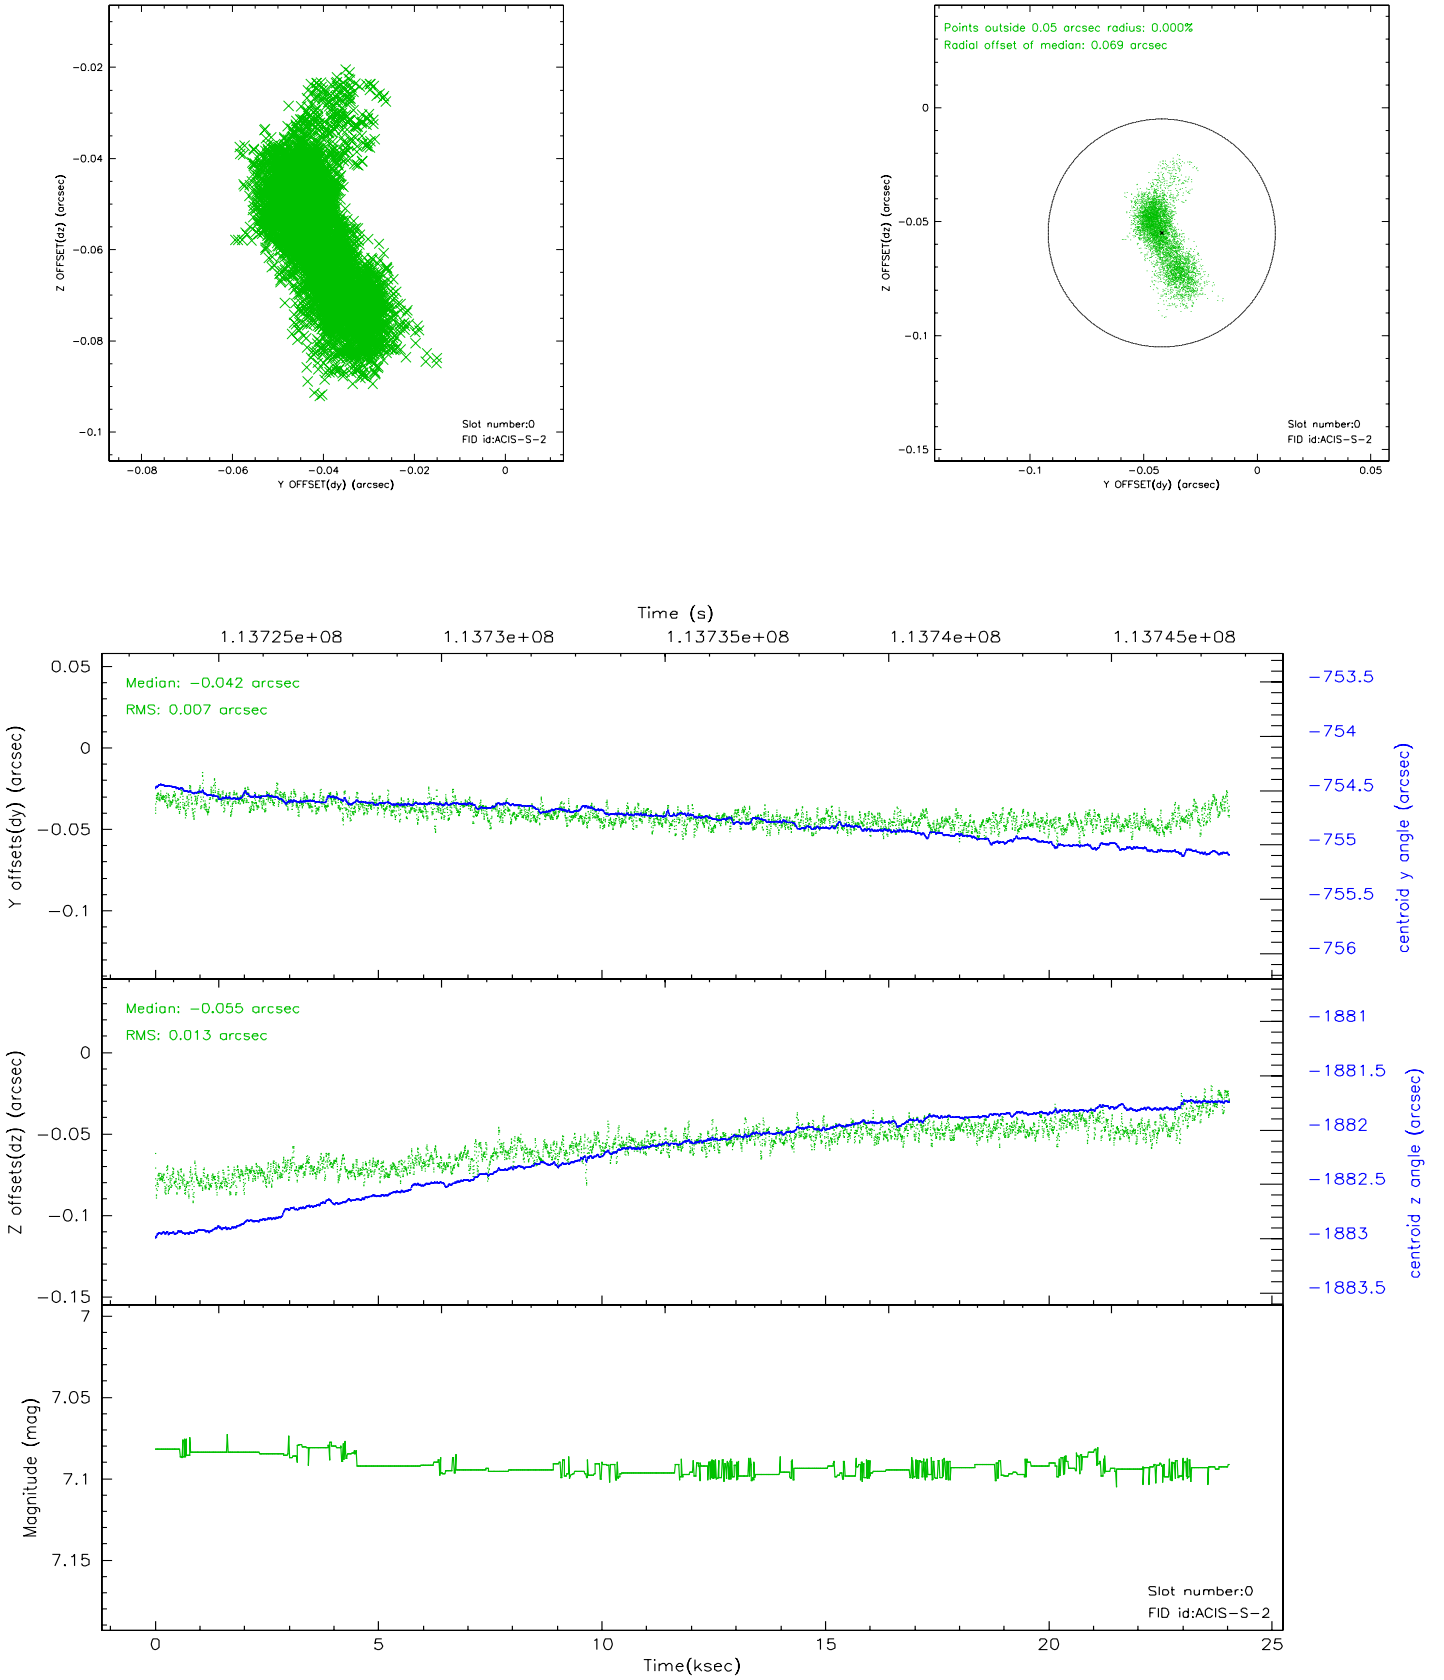 Points outside 0.05 arcsec radius: 0.000%
Radial offset of median: 0.069 arcsec
-0.02
-0.04
-0.06
-0.08
-0.1
Z OFFSET(dz) (arcsec)
Slot number:0
FID id:ACIS-S-2
-0.08 -0.06 -0.04 -0.02 0
Y OFFSET(dy) (arcsec)
0
-0.05
-0.1
-0.15
Z OFFSET(dz) (arcsec)
Slot number:0
FID id:ACIS-S-2
-0.1 -0.05 0 0.05
Y OFFSET(dy) (arcsec)
Time (s)
1.13725e+08 1.1373e+08 1.13735e+08 1.1374e+08 1.13745e+08
Median: -0.042 arcsec
RMS: 0.007 arcsec
0.05
0
-0.05
-0.1
Y offsets(dy) (arcsec)
-753.5
-754
-754.5
-755
-755.5
-756
centroid y angle (arcsec)
Median: -0.055 arcsec
RMS: 0.013 arcsec
0
-0.05
-0.1
-0.15
Z offsets(dz) (arcsec)
-1881
-1881.5
-1882
-1882.5
-1883
-1883.5
centroid z angle (arcsec)
7
7.05
7.1
7.15
Magnitude (mag)
Slot number:0
FID id:ACIS-S-2
0 5 10 15 20 25
Time(ksec)